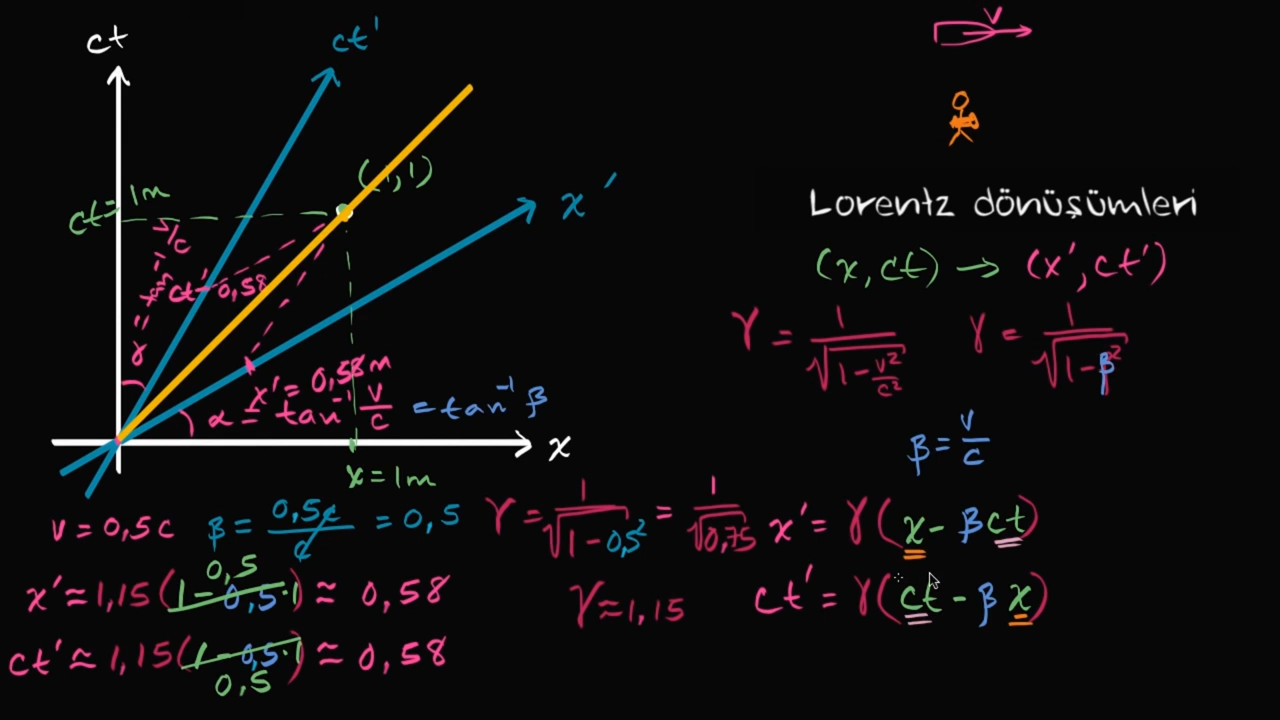 v
ct
ct'
x'
(1,1)
ct=1m
Lorentz dönüşümleri
(x, ct) → (x', ct')
ct' 0,58
γ = 1/√(1-v²/c²)
γ = 1/√(1-β²)
x' = 0,58m
α = tan⁻¹ v/c = tan⁻¹ β
x
β = v/c
x = 1m
v = 0,5c
β = 0,5c/c = 0,5
γ = 1/√(1-0,5²) = 1/√0,75
x' = γ(x - βct)
0,5
x' ≈ 1,15(1-0,5·1) ≈ 0,58
γ ≈ 1,15
ct' = γ(ct - βx)
ct' ≈ 1,15(1-0,5·1) ≈ 0,58
0,5